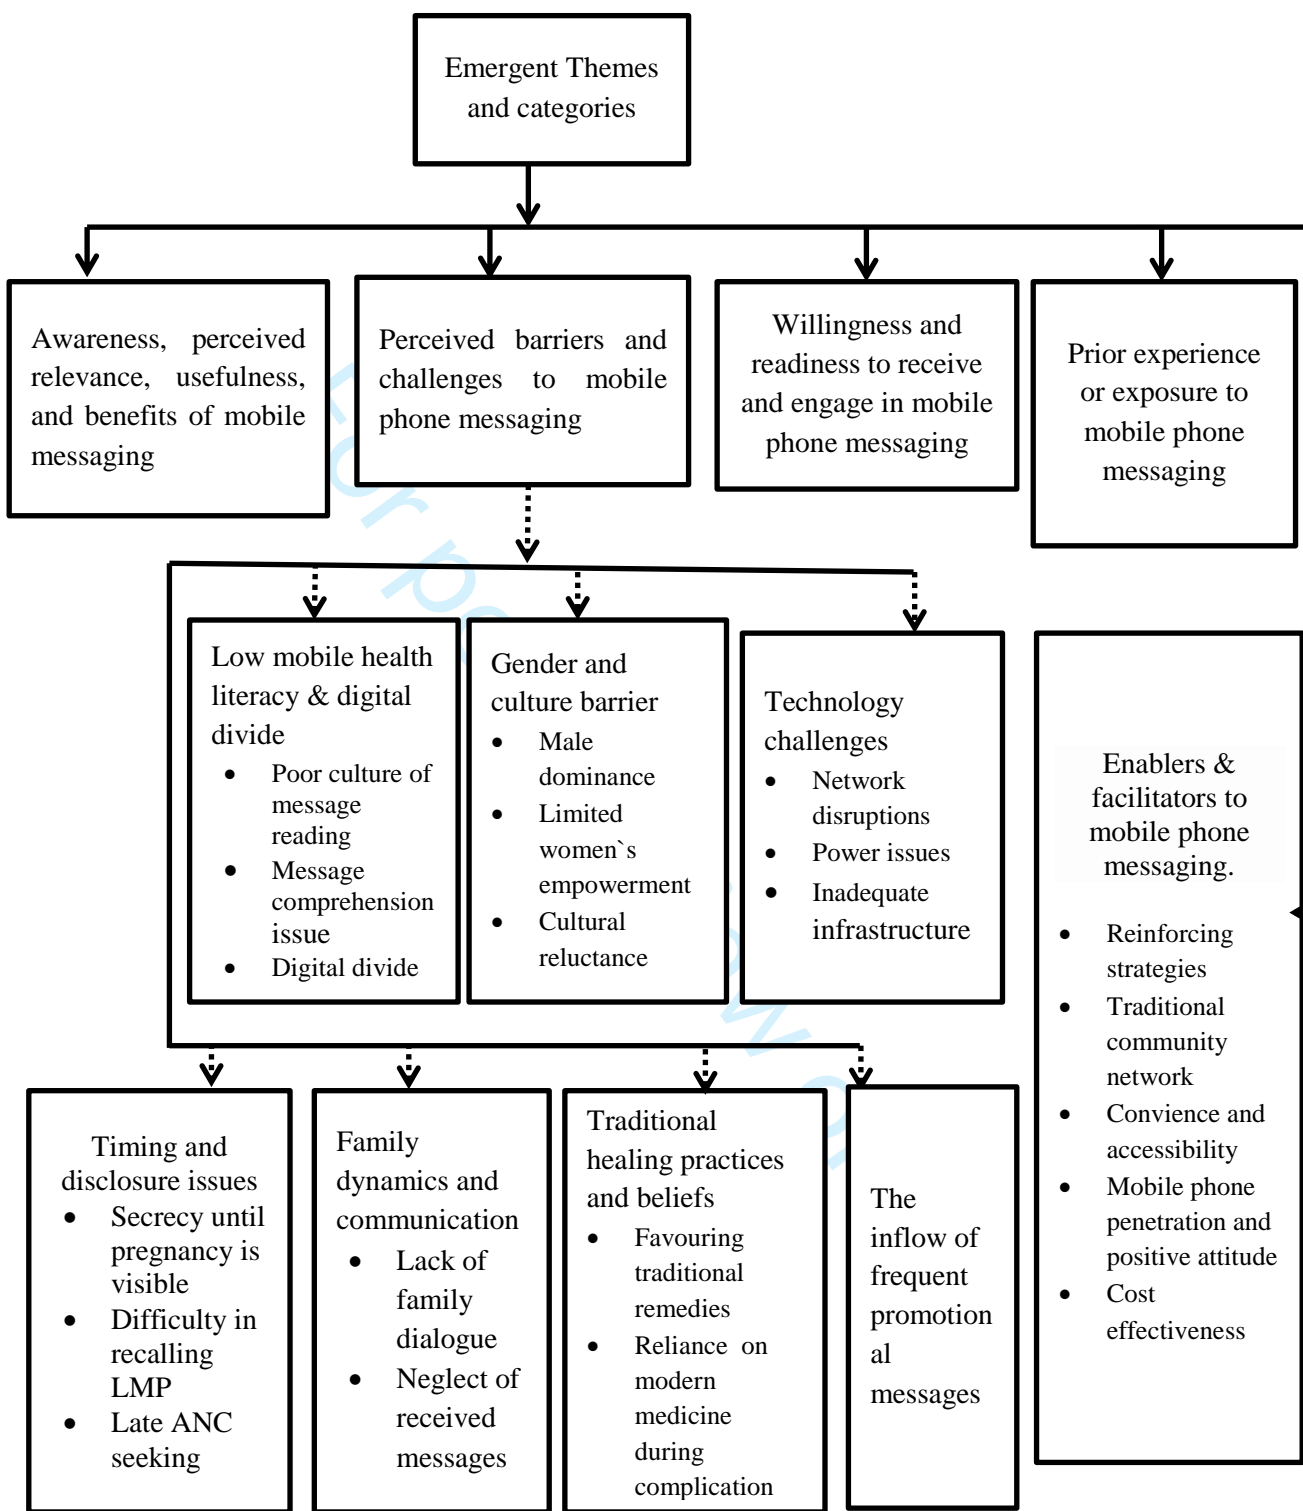 Emergent Themes
and categories
Awareness, perceived
relevance, usefulness,
and benefits of mobile
messaging
Perceived barriers and
challenges to mobile
phone messaging
Willingness and
readiness to receive
and engage in mobile
phone messaging
Prior experience
or exposure to
mobile phone
messaging
Low mobile health
literacy & digital
divide
• Poor culture of
message
reading
• Message
comprehension
issue
• Digital divide
Gender and
culture barrier
• Male
dominance
• Limited
women`s
empowerment
• Cultural
reluctance
Technology
challenges
• Network
disruptions
• Power issues
• Inadequate
infrastructure
Enablers &
facilitators to
mobile phone
messaging.
• Reinforcing
strategies
• Traditional
community
network
• Convience and
accessibility
• Mobile phone
penetration and
positive attitude
• Cost
effectiveness
Timing and
disclosure issues
• Secrecy until
pregnancy is
visible
• Difficulty in
recalling
LMP
• Late ANC
seeking
Family
dynamics and
communication
• Lack of
family
dialogue
• Neglect of
received
messages
Traditional
healing practices
and beliefs
• Favouring
traditional
remedies
• Reliance on
modern
medicine
during
complication
The
inflow of
frequent
promotion
al
messages